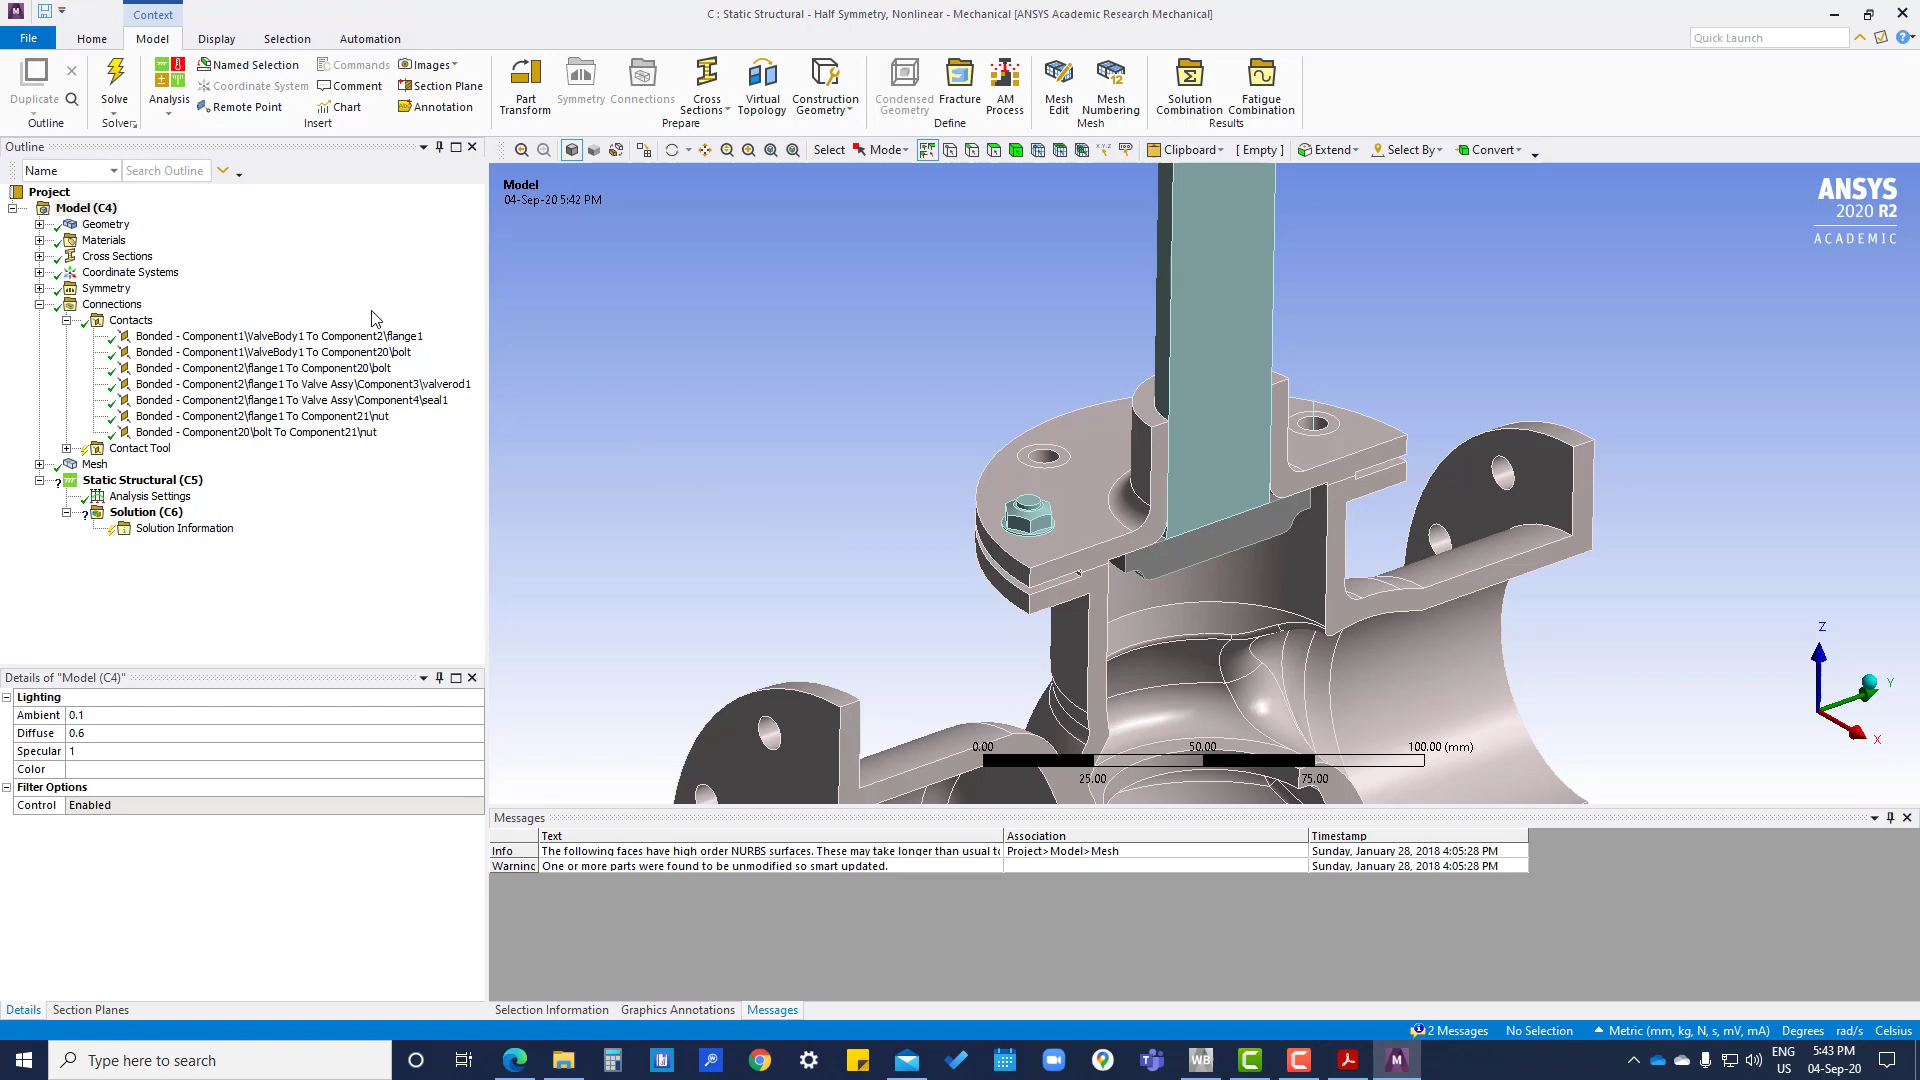 Context
C : Static Structural - Half Symmetry, Nonlinear - Mechanical [ANSYS Academic Research Mechanical]
File Home Model Display Selection Automation
Quick Launch
Duplicate
Outline
Solve
Solver
Analysis
Named Selection Commands Images
Coordinate System Comment Section Plane
Remote Point Chart Annotation
Insert
Part Transform
Symmetry
Connections
Cross Sections
Virtual Topology
Construction Geometry
Prepare
Condensed Geometry
Fracture
AM Process
Define
Mesh Edit
Mesh Numbering
Mesh
Solution Combination
Fatigue Combination
Results
Outline
Name Search Outline
Select Mode Clipboard [ Empty ] Extend Select By Convert
Project
Model (C4)
Geometry
Materials
Cross Sections
Coordinate Systems
Symmetry
Connections
Contacts
Bonded - Component1\ValveBody1 To Component2\flange1
Bonded - Component1\ValveBody1 To Component20\bolt
Bonded - Component2\flange1 To Component20\bolt
Bonded - Component2\flange1 To Valve Assy\Component3\valverod1
Bonded - Component2\flange1 To Valve Assy\Component4\seal1
Bonded - Component2\flange1 To Component21\nut
Bonded - Component20\bolt To Component21\nut
Contact Tool
Mesh
Static Structural (C5)
Analysis Settings
Solution (C6)
Solution Information
Model
04-Sep-20 5:42 PM
ANSYS
2020 R2
ACADEMIC
Z
Y
X
0.00 50.00 100.00 (mm)
25.00 75.00
Details of "Model (C4)"
Lighting
Ambient 0.1
Diffuse 0.6
Specular 1
Color
Filter Options
Control Enabled
Details Section Planes
Messages
Text Association Timestamp
Info The following faces have high order NURBS surfaces. These may take longer than usual to Project>Model>Mesh Sunday, January 28, 2018 4:05:28 PM
Warning One or more parts were found to be unmodified so smart updated. Sunday, January 28, 2018 4:05:28 PM
Selection Information Graphics Annotations Messages
2 Messages No Selection Metric (mm, kg, N, s, mV, mA) Degrees rad/s Celsius
Type here to search
WB
M
ENG
US
5:43 PM
04-Sep-20